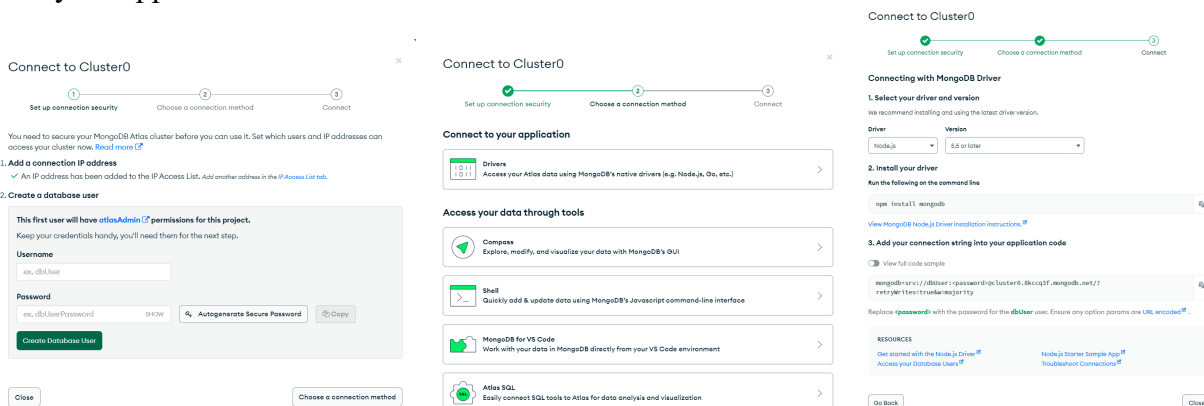 Connect to Cluster0
1
2
3
Set up connection security
Choose a connection method
Connect
You need to secure your MongoDB Atlas cluster before you can use it. Set which users and IP addresses can
access your cluster now. Read more
1. Add a connection IP address
An IP address has been added to the IP Access List. Add another address in the IP Access List tab.
2. Create a database user
This first user will have atlasAdmin permissions for this project.
Keep your credentials handy, you'll need them for the next step.
Username
ex. dbUser
Password
ex. dbUserPassword
SHOW
Autogenerate Secure Password
Copy
Create Database User
Close
Choose a connection method
Connect to Cluster0
2
3
Set up connection security
Choose a connection method
Connect
Connect to your application
Drivers
Access your Atlas data using MongoDB's native drivers (e.g. Node.js, Go, etc.)
Access your data through tools
Compass
Explore, modify, and visualize your data with MongoDB's GUI
Shell
Quickly add & update data using MongoDB's Javascript command-line interface
MongoDB for VS Code
Work with your data in MongoDB directly from your VS Code environment
Atlas SQL
Easily connect SQL tools to Atlas for data analysis and visualization
Connect to Cluster0
3
Set up connection security
Choose a connection method
Connect
Connecting with MongoDB Driver
1. Select your driver and version
We recommend installing and using the latest driver version.
Driver
Version
Node.js
5.5 or later
2. Install your driver
Run the following on the command line
npm install mongodb
View MongoDB Node.js Driver installation instructions.
3. Add your connection string into your application code
View full code sample
mongodb+srv://dbUser:<password>@cluster0.8kccq3f.mongodb.net/?
retryWrites=true&w=majority
Replace <password> with the password for the dbUser user. Ensure any option params are URL encoded .
RESOURCES
Get started with the Node.js Driver
Node.js Starter Sample App
Access your Database Users
Troubleshoot Connections
Go Back
Close